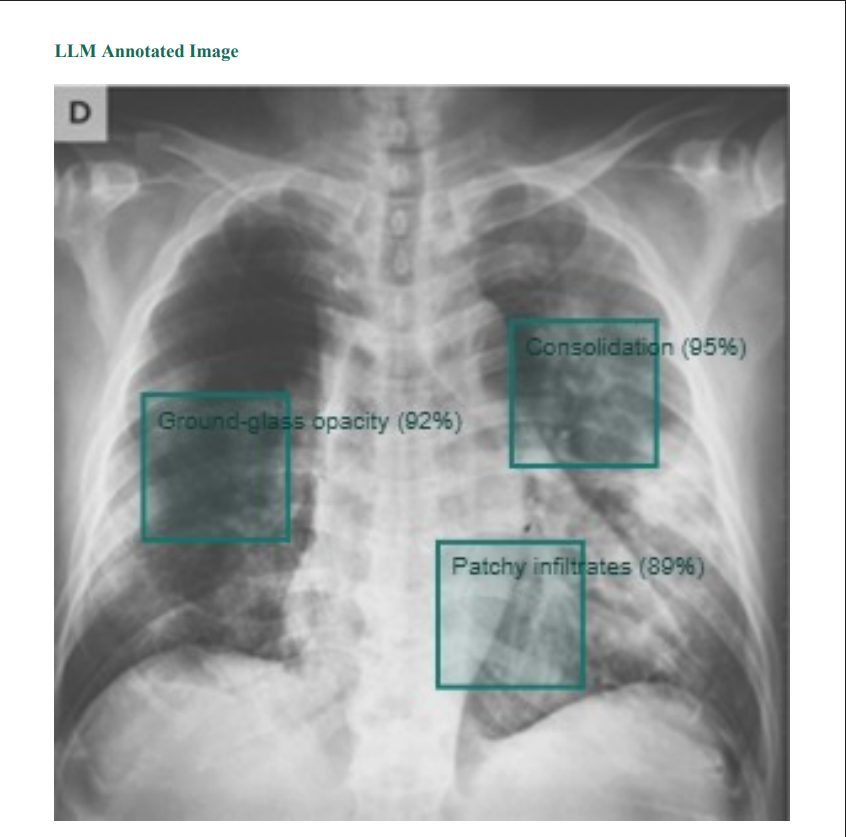 LLM Annotated Image
D
Consolidation (95%)
Ground-glass opacity (92%)
Patchy infiltrates (89%)